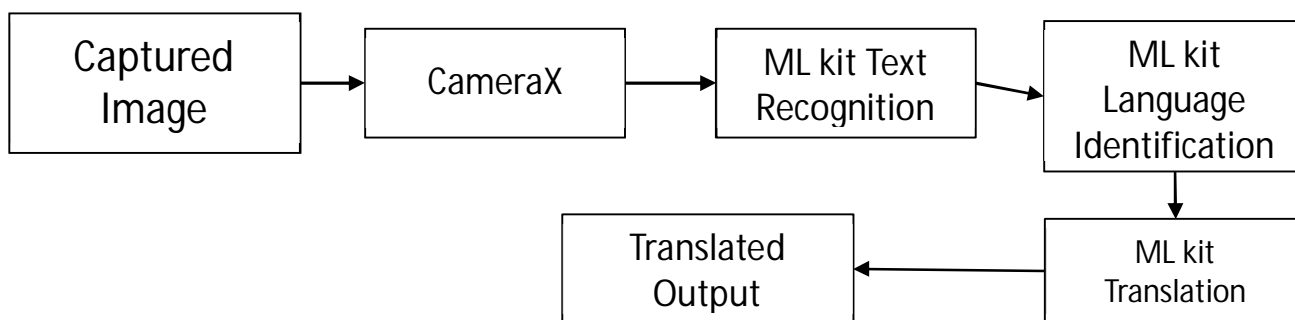 Captured
Image
CameraX
ML kit Text
Recognition
ML kit
Language
Identification
ML kit
Translation
Translated
Output